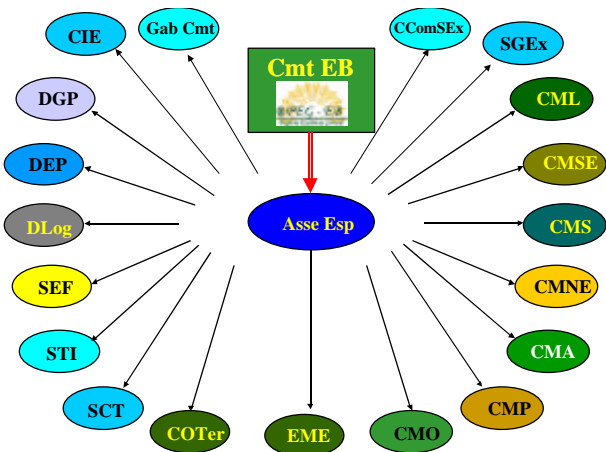 CIE
Gab Cmt
Cmt EB
CComSEx
SGEx
DGP
CML
DEP
CMSE
DLog
Asse Esp
CMS
SEF
CMNE
STI
CMA
SCT
CMP
COTer
EME
CMO